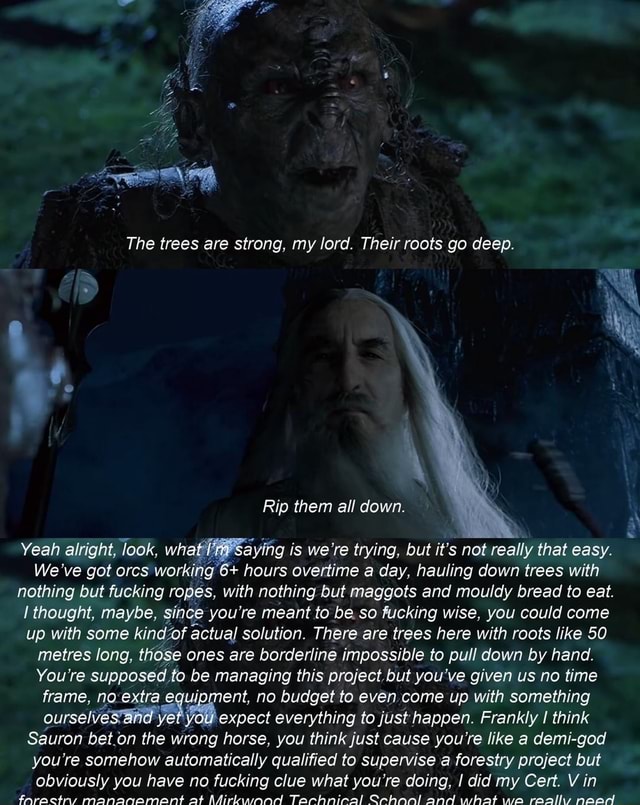 The trees are strong, my lord. Their roots go deep.
Rip them all down.
Yeah alright, look, what I'm saying is we're trying, but it's not really that easy.
We've got orcs working 6+ hours overtime a day, hauling down trees with
nothing but fucking ropes, with nothing but maggots and mouldy bread to eat.
I thought, maybe, since you're meant to be so fucking wise, you could come
up with some kind of actual solution. There are trees here with roots like 50
metres long, those ones are borderline impossible to pull down by hand.
You're supposed to be managing this project but you've given us no time
frame, no extra equipment, no budget to even come up with something
ourselves and yet you expect everything to just happen. Frankly I think
Sauron bet on the wrong horse, you think just cause you're like a demi-god
you're somehow automatically qualified to supervise a forestry project but
obviously you have no fucking clue what you're doing, I did my Cert. V in
forestry management at Mirkwood Technical School and what we really need